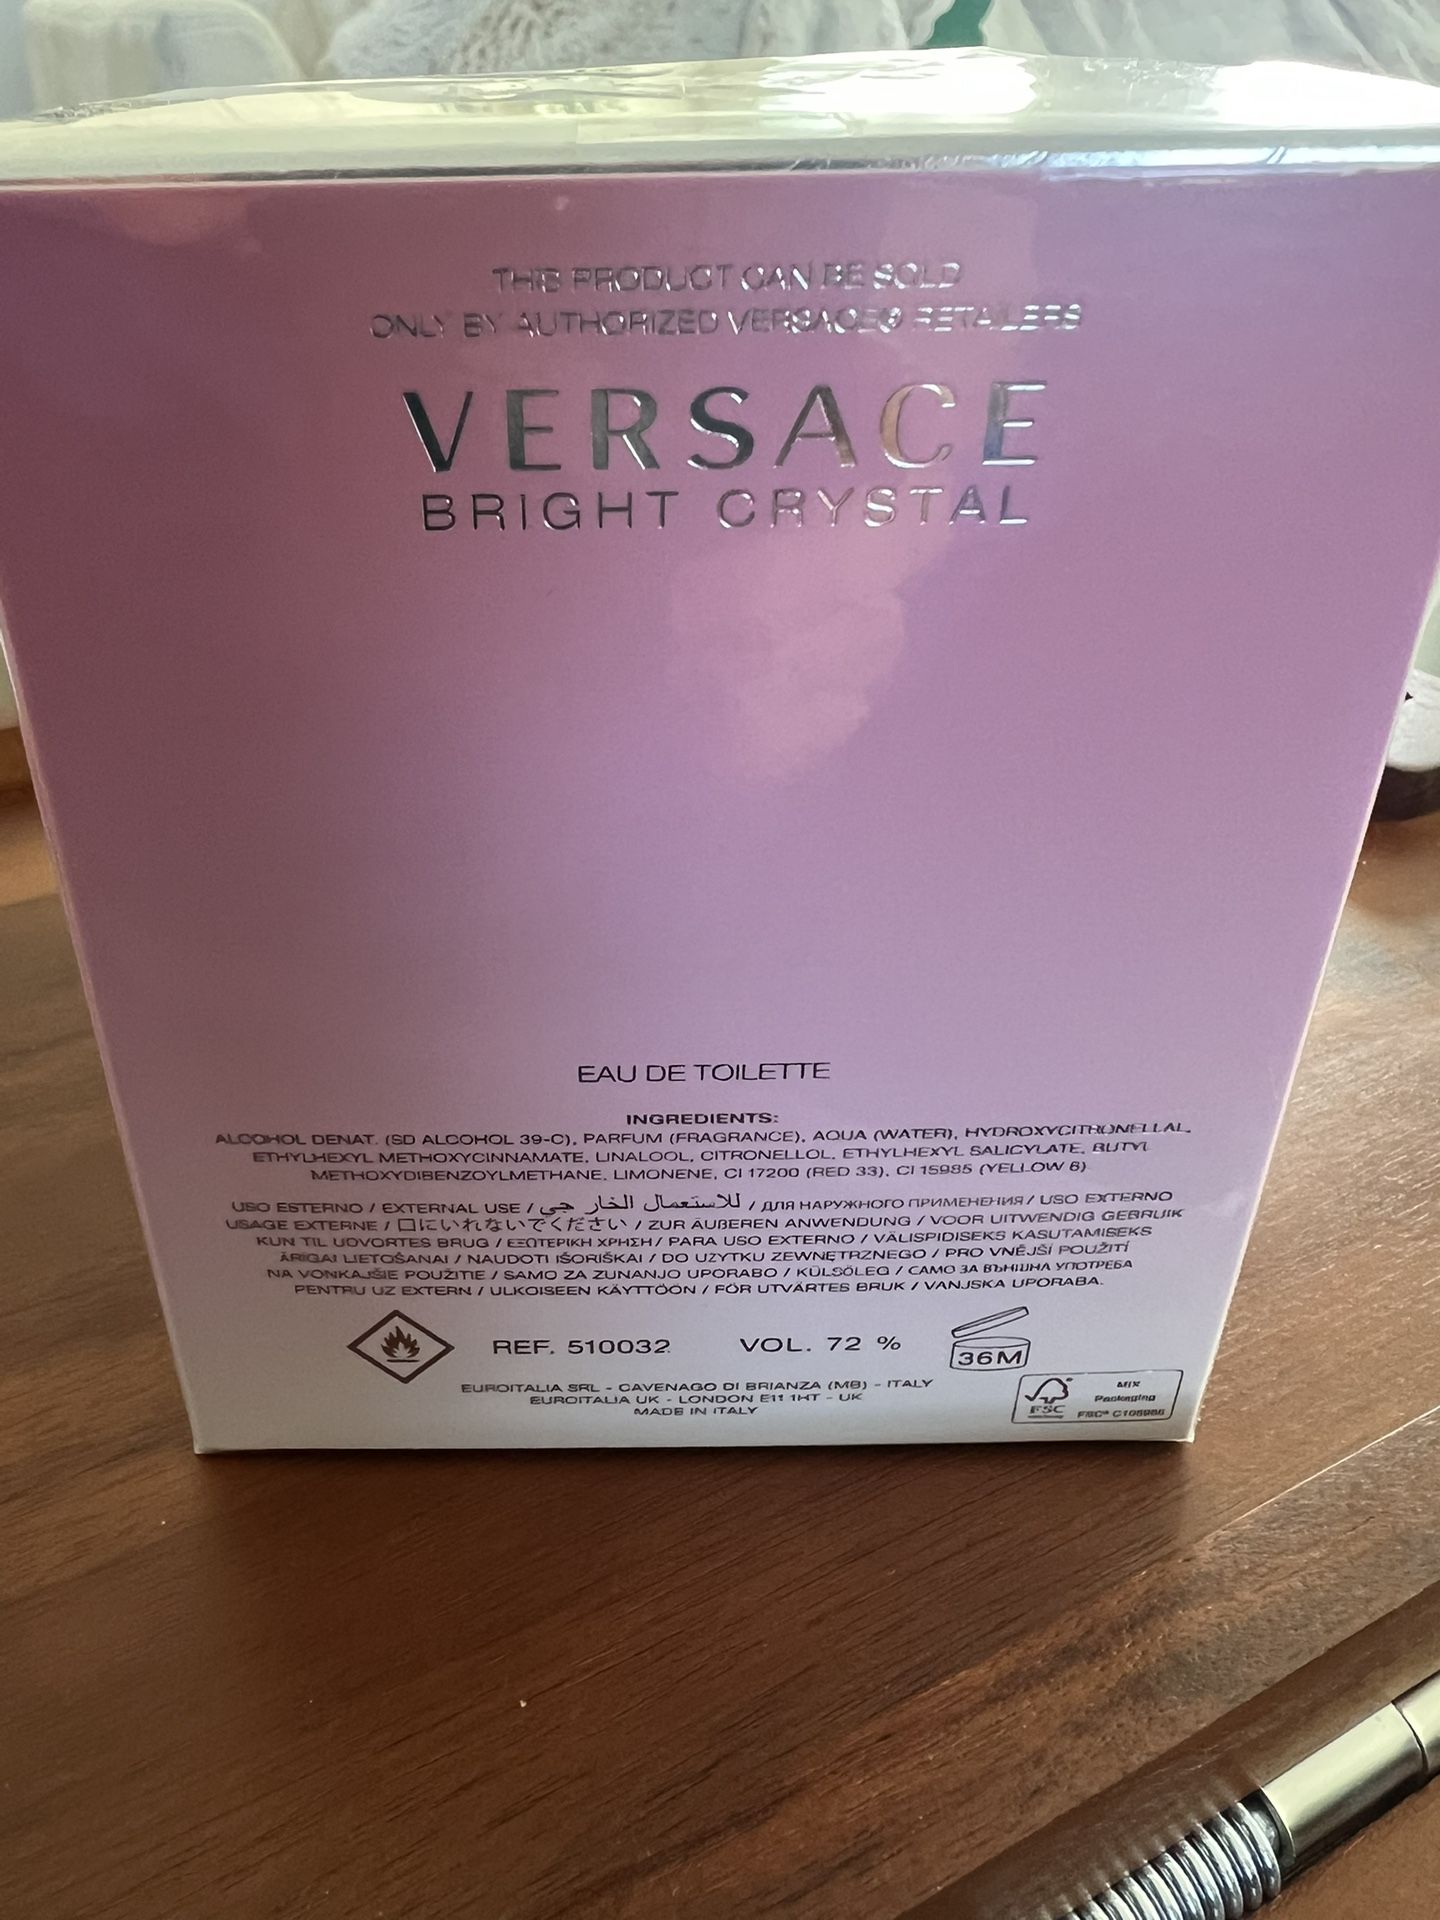 THIS PRODUCT CAN BE SOLD
ONLY BY AUTHORIZED VERSACE® RETAILERS
VERSACE
BRIGHT CRYSTAL
EAU DE TOILETTE
INGREDIENTS:
ALCOHOL DENAT. (SD ALCOHOL 39-C), PARFUM (FRAGRANCE), AQUA (WATER), HYDROXYCITRONELLAL,
ETHYLHEXYL METHOXYCINNAMATE, LINALOOL, CITRONELLOL, ETHYLHEXYL SALICYLATE, BUTYL
METHOXYDIBENZOYLMETHANE, LIMONENE, CI 17200 (RED 33), CI 15985 (YELLOW 6)
USO ESTERNO / EXTERNAL USE / للاستعمال الخار جي / ДЛЯ НАРУЖНОГО ПРИМЕНЕНИЯ / USO EXTERNO
USAGE EXTERNE / 口にいれないでください / ZUR ÄUßEREN ANWENDUNG / VOOR UITWENDIG GEBRUIK
KUN TIL UDVORTES BRUG / ΕΞΩΤΕΡΙΚΗ ΧΡΗΣΗ / PARA USO EXTERNO / VÄLISPIDISEKS KASUTAMISEKS
ĀRĪGAI LIETOŠANAI / NAUDOTI IŠORIŠKAI / DO UŻYTKU ZEWNĘTRZNEGO / PRO VNĚJŠÍ POUŽITÍ
NA VONKAJŠIE POUŽITIE / SAMO ZA ZUNANJO UPORABO / KÜLSŐLEG / САМО ЗА ВЪНШНА УПОТРЕБА
PENTRU UZ EXTERN / ULKOISEEN KÄYTTÖÖN / FÖR UTVÄRTES BRUK / VANJSKA UPORABA.
REF. 510032 VOL. 72 % 36M
EUROITALIA SRL - CAVENAGO DI BRIANZA (MB) - ITALY
EUROITALIA UK - LONDON E11 1HT - UK
MADE IN ITALY
FSC
MIX
Packaging
FSC®